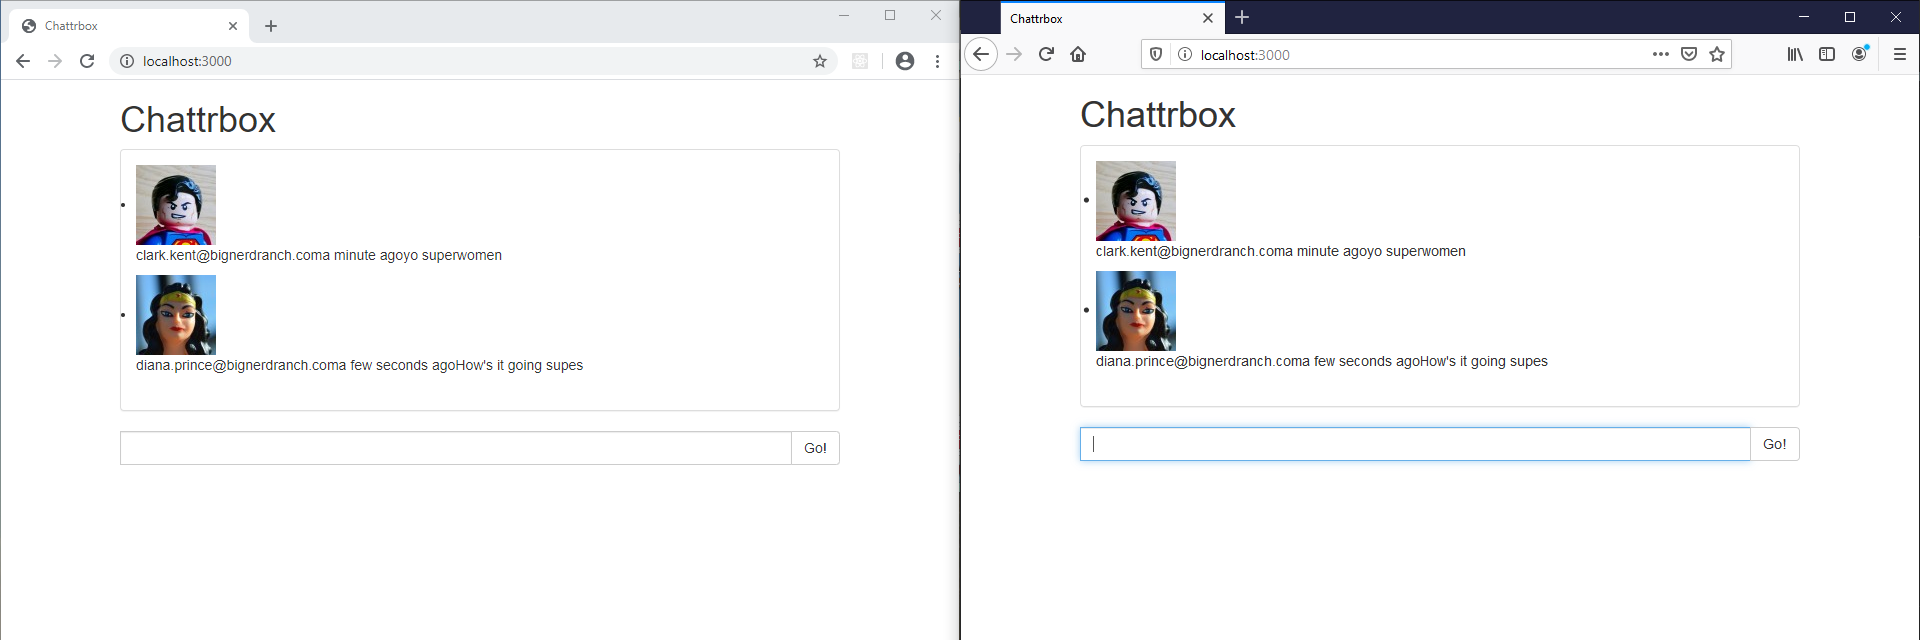 Chattrbox
localhost:3000
Chattrbox
clark.kent@bignerdranch.coma minute agoyo superwomen
diana.prince@bignerdranch.coma few seconds agoHow's it going supes
Go!
Chattrbox
localhost:3000
Chattrbox
clark.kent@bignerdranch.coma minute agoyo superwomen
diana.prince@bignerdranch.coma few seconds agoHow's it going supes
Go!